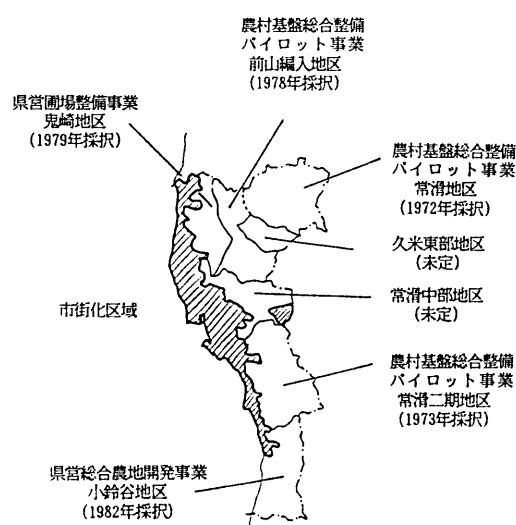 農村基盤総合整備
パイロット事業
前山編入地区
(1978年採択)
県営圃場整備事業
鬼崎地区
(1979年採択)
農村基盤総合整備
パイロット事業
常滑地区
(1972年採択)
久米東部地区
(未定)
常滑中部地区
(未定)
市街化区域
農村基盤総合整備
パイロット事業
常滑二期地区
(1973年採択)
県営総合農地開発事業
小鈴谷地区
(1982年採択)